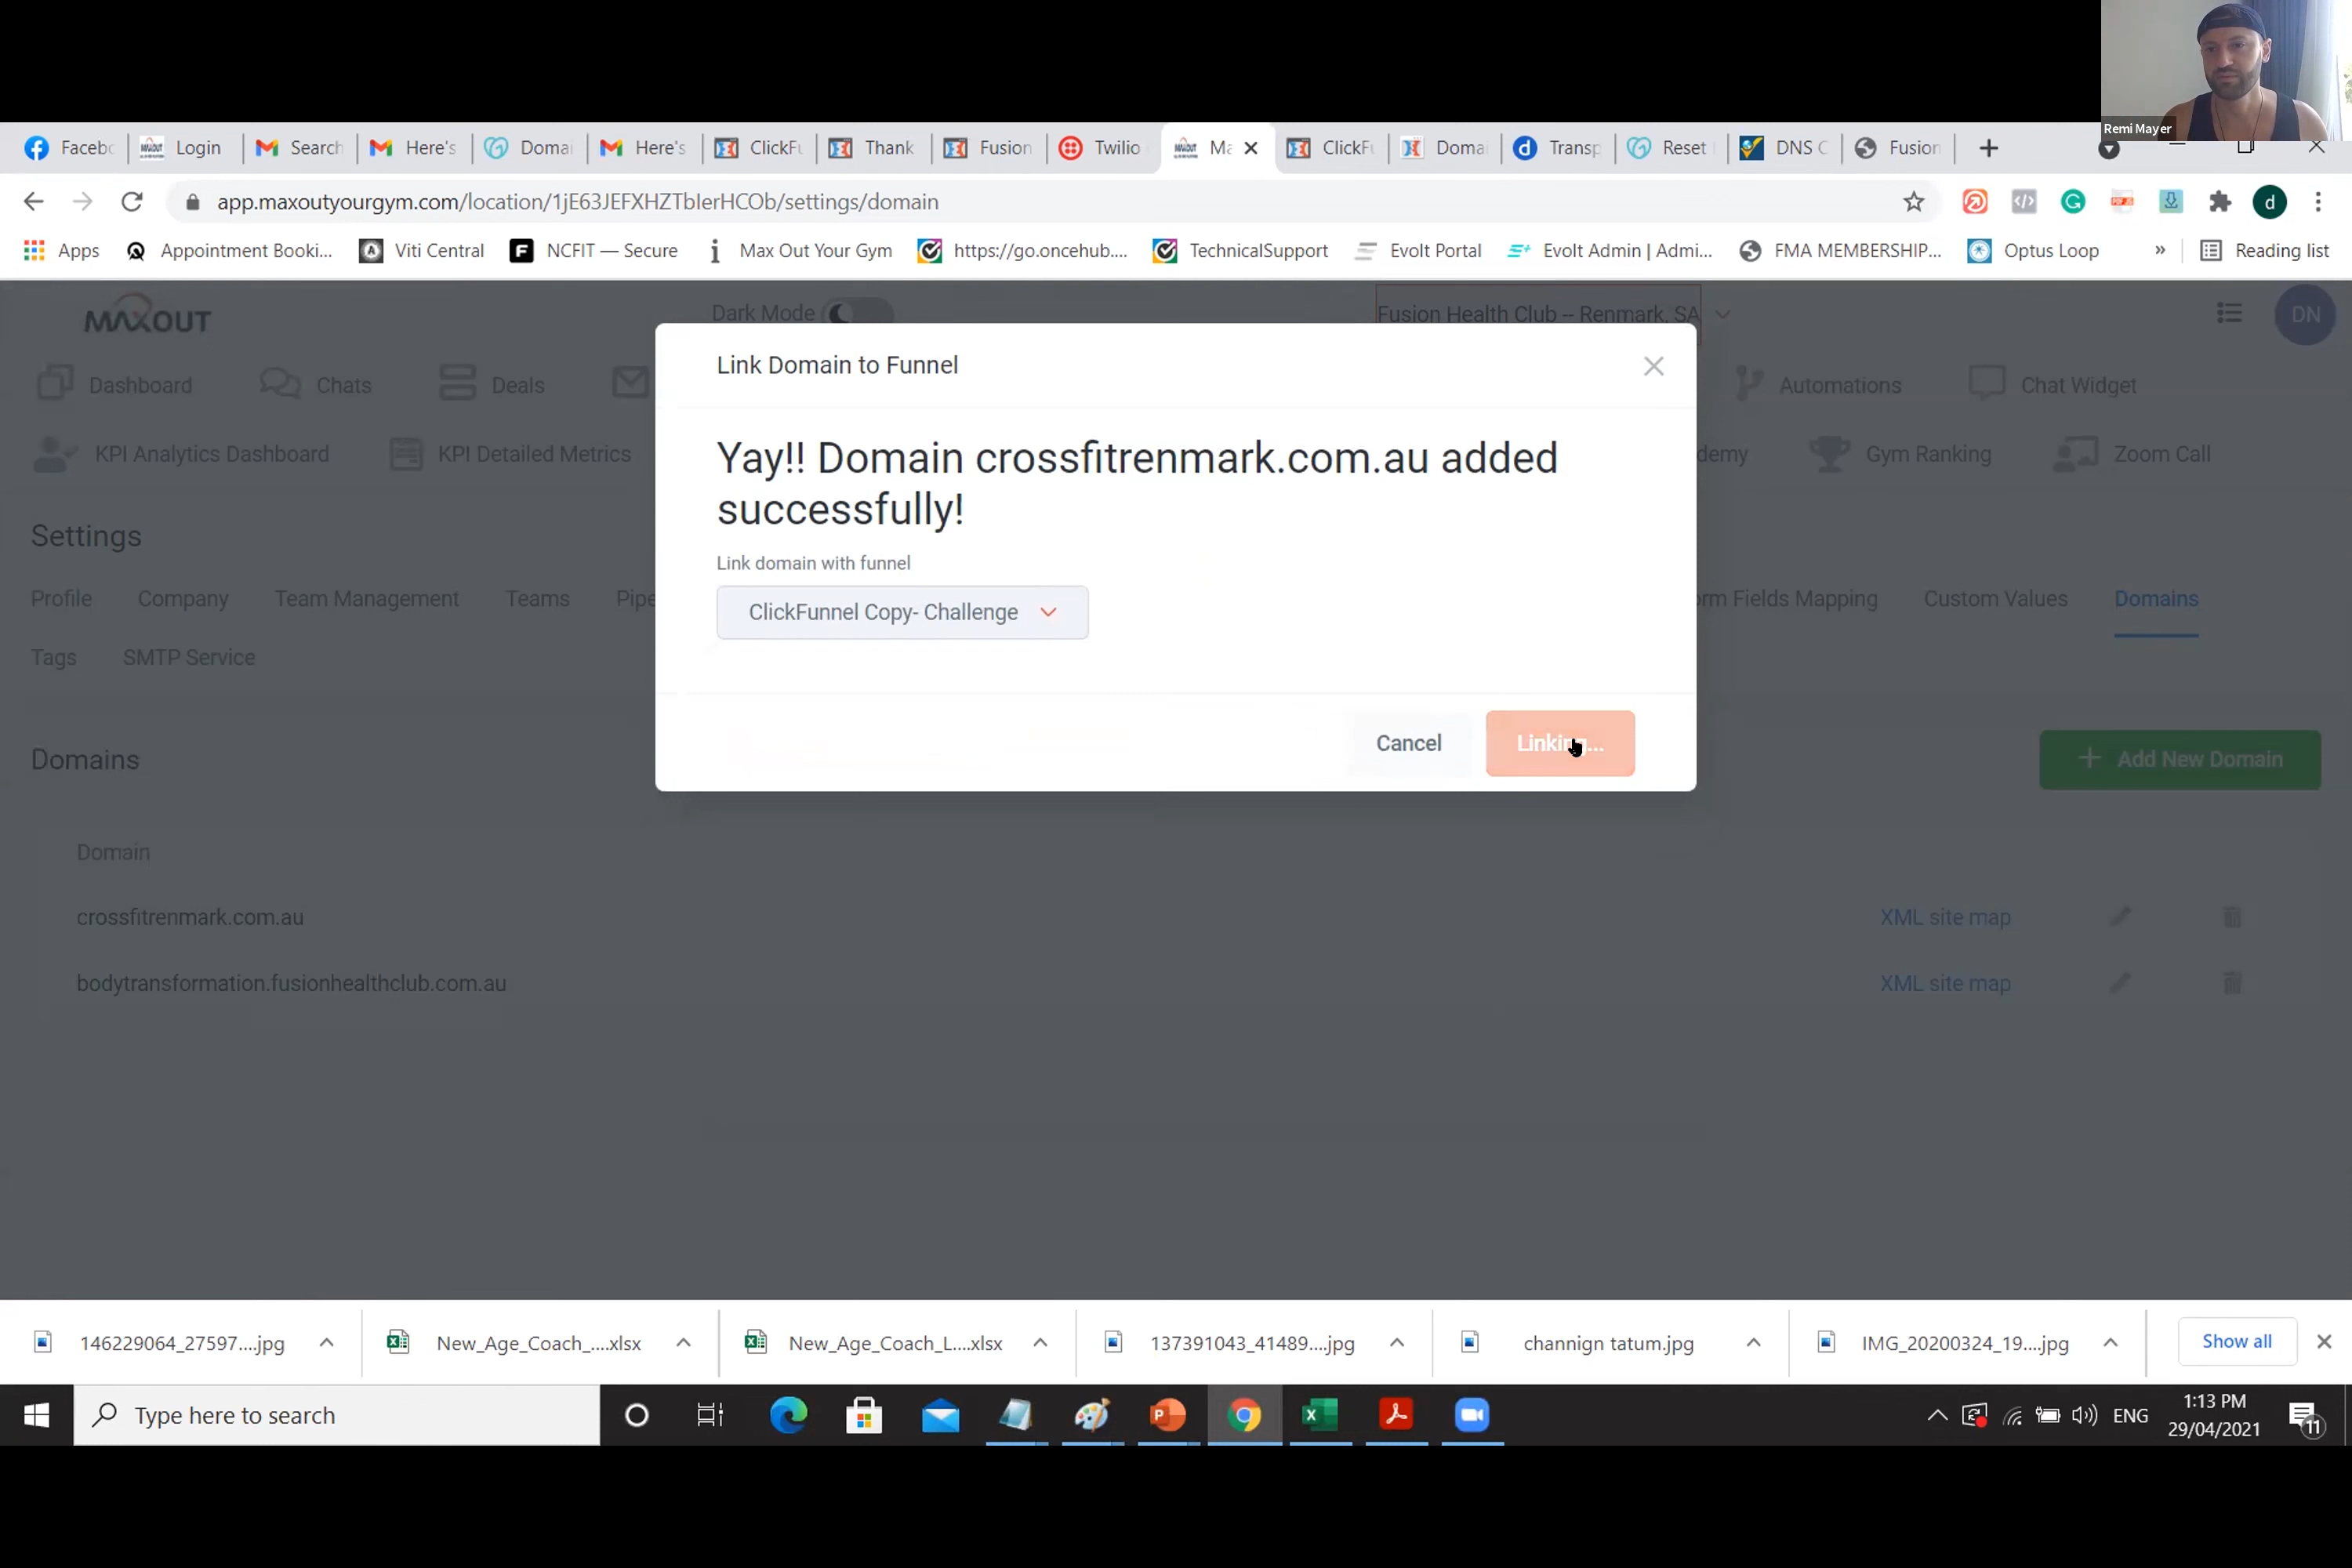 Remi Mayer
Facebo Login Search Here's Domai Here's ClickFu Thank Fusion Twilio Ma ClickFu Domai Transp Reset DNS C Fusion
app.maxoutyourgym.com/location/1jE63JEFXHZTbIerHCOb/settings/domain d
Apps Appointment Booki... Viti Central NCFIT — Secure Max Out Your Gym https://go.oncehub.... TechnicalSupport Evolt Portal Evolt Admin | Admi... FMA MEMBERSHIP... Optus Loop » Reading list
MAXOUT Dark Mode Fusion Health Club – Renmark, SA DN
Link Domain to Funnel
Dashboard Chats Deals Automations Chat Widget
Yay!! Domain crossfitrenmark.com.au added
successfully!
KPI Analytics Dashboard KPI Detailed Metrics demy Gym Ranking Zoom Call
Settings
Link domain with funnel
ClickFunnel Copy- Challenge
Profile Company Team Management Teams Pipe rm Fields Mapping Custom Values Domains
Tags SMTP Service
Cancel Linking...
Domains Add New Domain
Domain
crossfitrenmark.com.au XML site map
bodytransformation.fusionhealthclub.com.au XML site map
146229064_27597....jpg New_Age_Coach_....xlsx New_Age_Coach_L....xlsx 137391043_41489....jpg channign tatum.jpg IMG_20200324_19....jpg Show all
Type here to search ENG 1:13 PM
29/04/2021 11